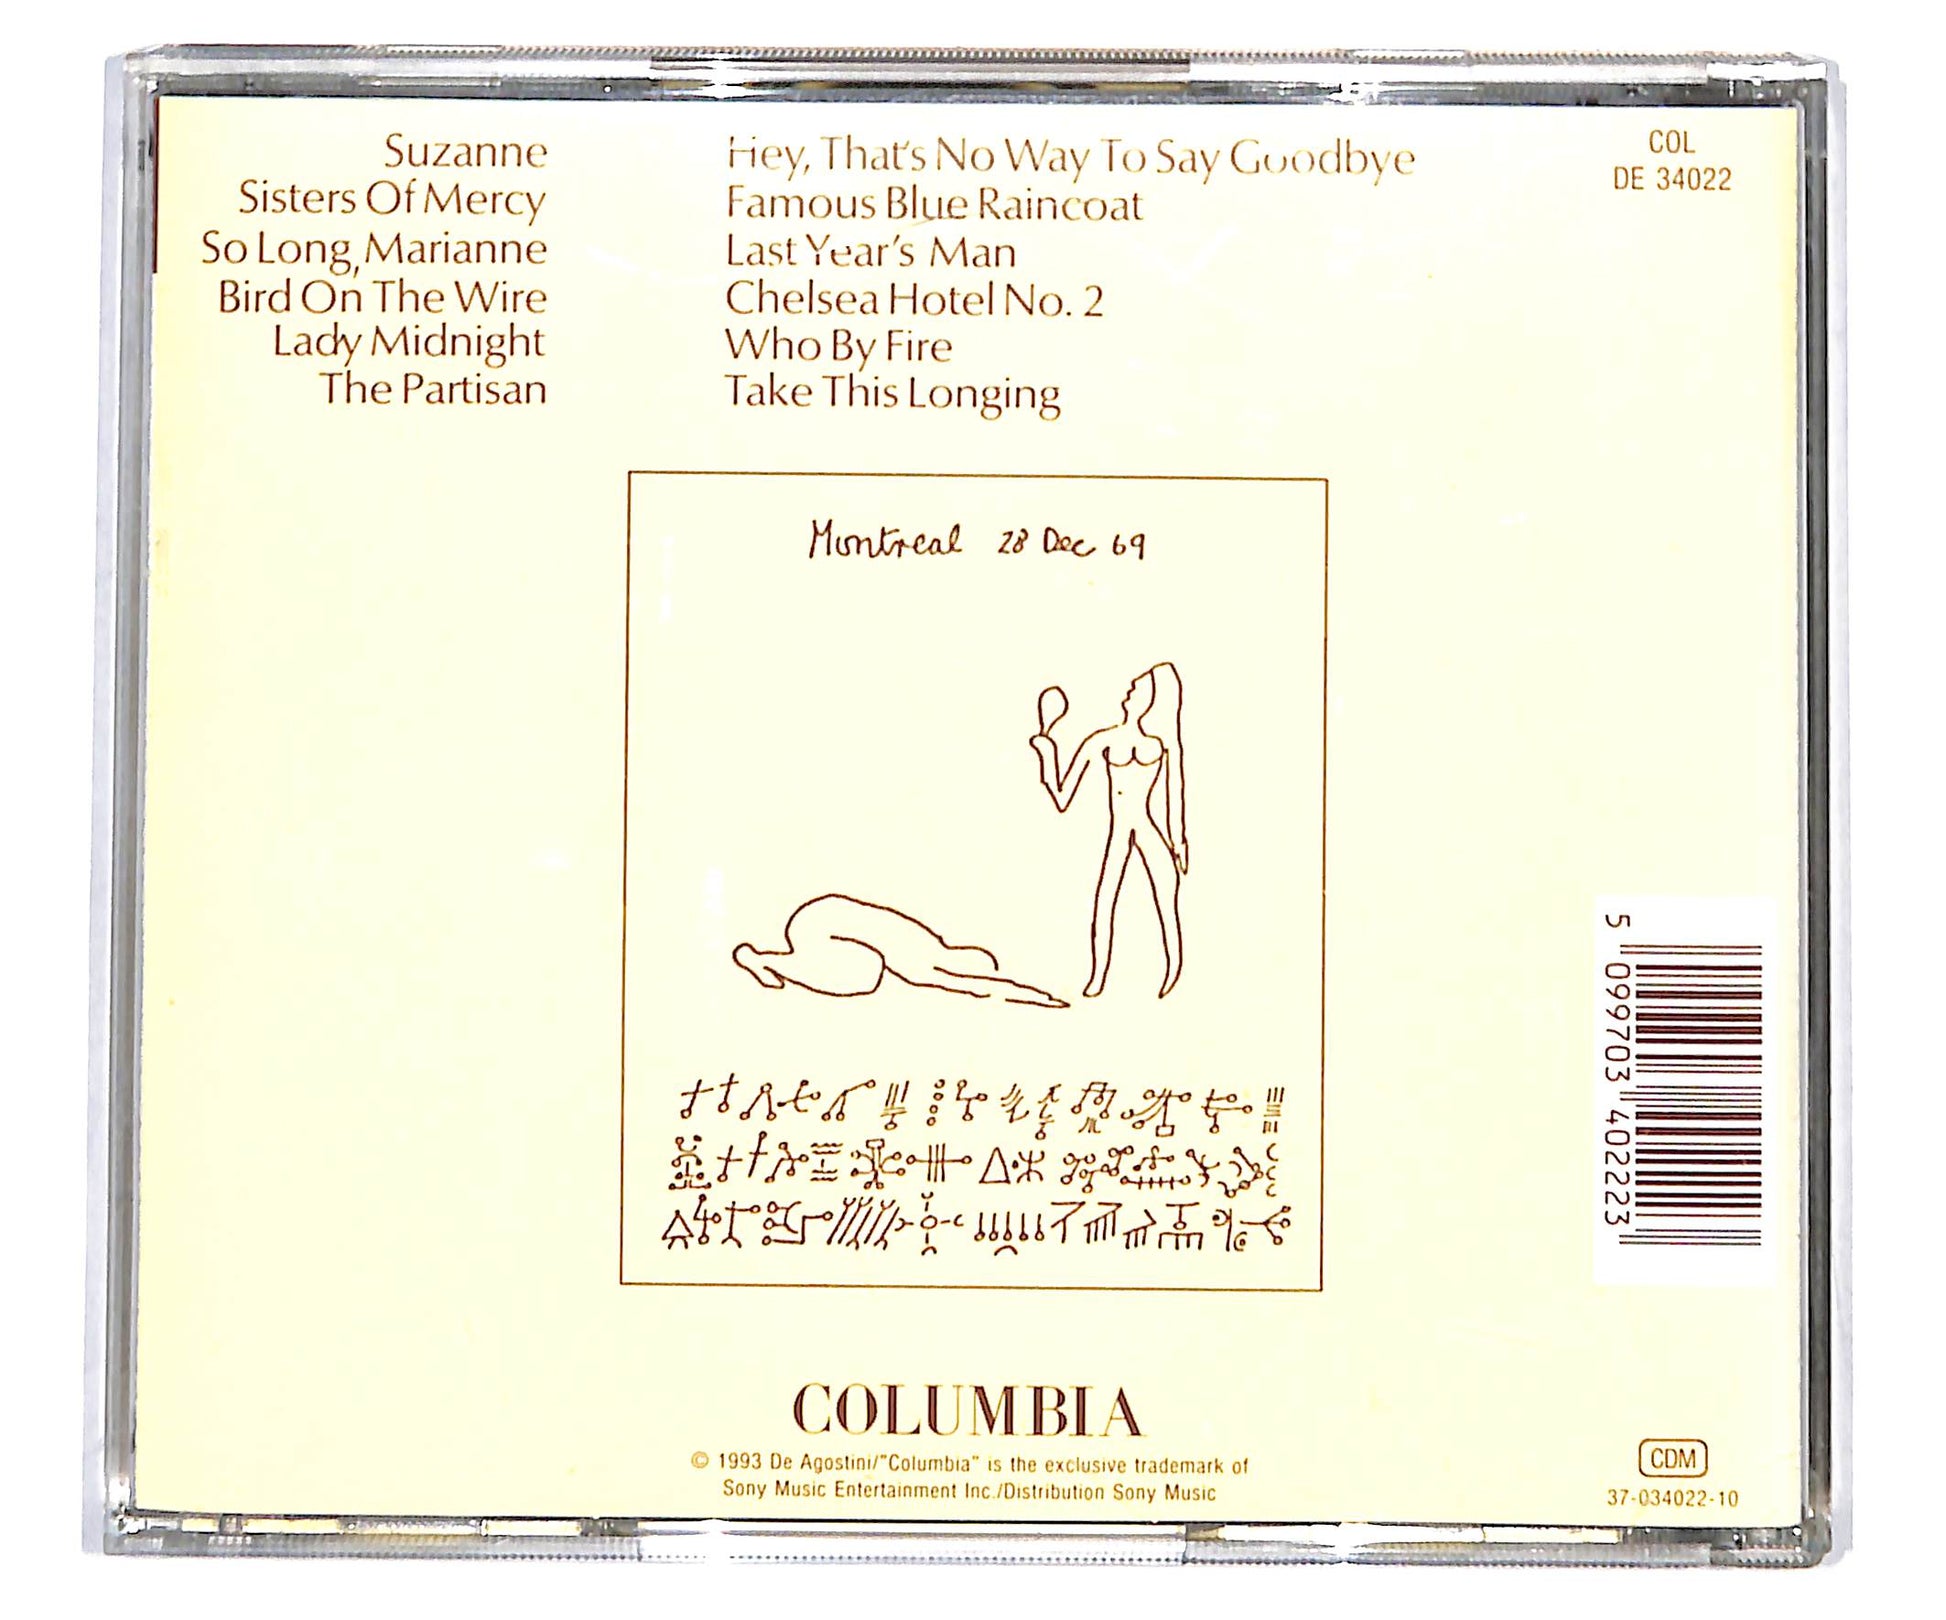 Suzanne
Sisters Of Mercy
So Long, Marianne
Bird On The Wire
Lady Midnight
The Partisan
Hey, That's No Way To Say Goodbye
Famous Blue Raincoat
Last Year's Man
Chelsea Hotel No. 2
Who By Fire
Take This Longing
COL
DE 34022
Montreal 28 Dec 69
5 099703 402223
COLUMBIA
© 1993 De Agostini/"Columbia" is the exclusive trademark of
Sony Music Entertainment Inc./Distribution Sony Music
CDM
37-034022-10